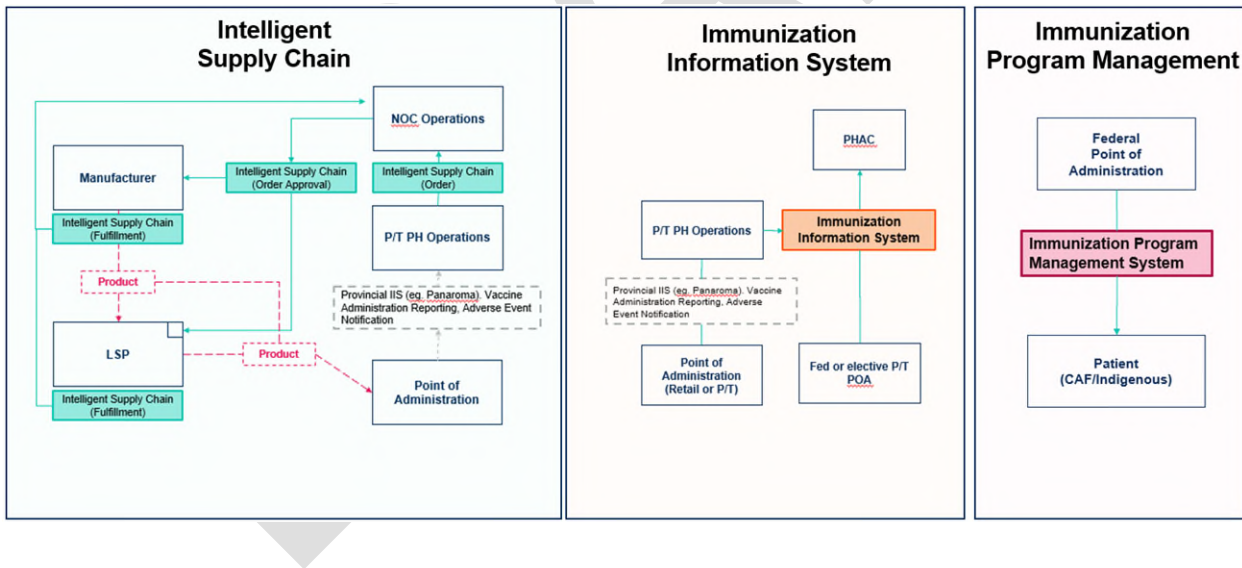 Intelligent
Supply Chain
NOC Operations
Manufacturer
Intelligent Supply Chain
(Order Approval)
Intelligent Supply Chain
(Order)
Intelligent Supply Chain
(Fulfillment)
P/T PH Operations
Product
Provincial IIS (eg. Panaroma). Vaccine
Administration Reporting, Adverse Event
Notification
LSP
Product
Point of
Administration
Intelligent Supply Chain
(Fulfillment)
Immunization
Information System
PHAC
P/T PH Operations
Immunization
Information System
Provincial IIS (eg. Panaroma). Vaccine
Administration Reporting, Adverse
Event Notification
Point of
Administration
(Retail or P/T)
Fed or elective P/T
POA
Immunization
Program Management
Federal
Point of
Administration
Immunization Program
Management System
Patient
(CAF/Indigenous)